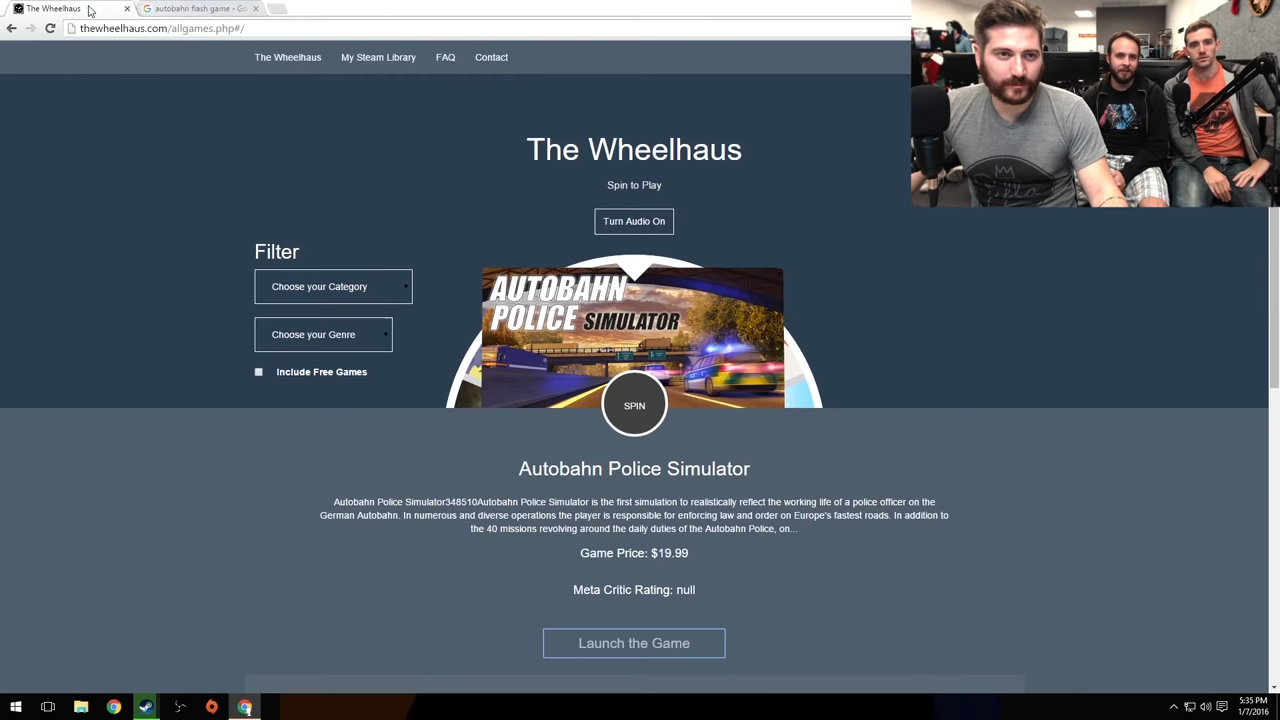 The Wheelhaus
autobahn flash game - Go
thewheelhaus.com/allgames.php#/
The Wheelhaus
My Steam Library
FAQ
Contact
The Wheelhaus
Spin to Play
Turn Audio On
Filter
Choose your Category
Choose your Genre
Include Free Games
AUTOBAHN
POLICE SIMULATOR
SPIN
Autobahn Police Simulator
Autobahn Police Simulator348510Autobahn Police Simulator is the first simulation to realistically reflect the working life of a police officer on the
German Autobahn. In numerous and diverse operations the player is responsible for enforcing law and order on Europe's fastest roads. In addition to
the 40 missions revolving around the daily duties of the Autobahn Police, on...
Game Price: $19.99
Meta Critic Rating: null
Launch the Game
5:35 PM
1/7/2016